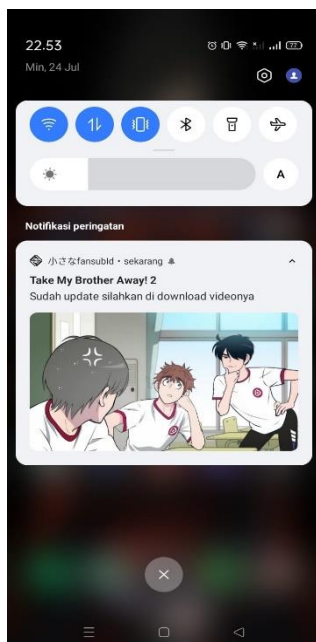 22.53
77
Min, 24 Jul
A
Notifikasi peringatan
小さなfansubId • sekarang
Take My Brother Away! 2
Sudah update silahkan di download videonya